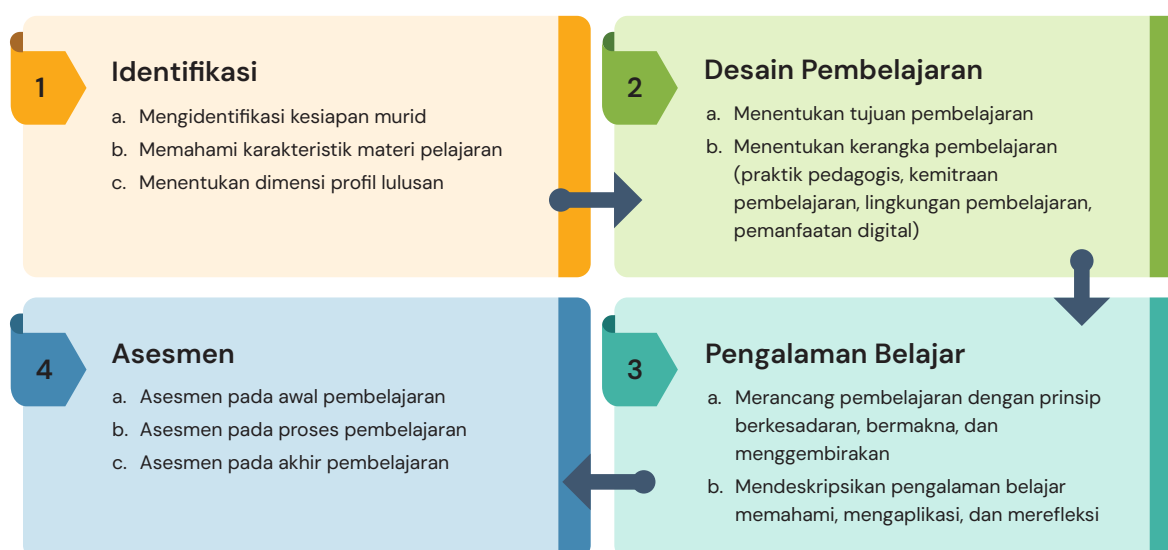 1
Identifikasi
a. Mengidentifikasi kesiapan murid
b. Memahami karakteristik materi pelajaran
c. Menentukan dimensi profil lulusan
2
Desain Pembelajaran
a. Menentukan tujuan pembelajaran
b. Menentukan kerangka pembelajaran
(praktik pedagogis, kemitraan
pembelajaran, lingkungan pembelajaran,
pemanfaatan digital)
3
Pengalaman Belajar
a. Merancang pembelajaran dengan prinsip
berkesadaran, bermakna, dan
menggembirakan
b. Mendeskripsikan pengalaman belajar
memahami, mengaplikasi, dan merefleksi
4
Asesmen
a. Asesmen pada awal pembelajaran
b. Asesmen pada proses pembelajaran
c. Asesmen pada akhir pembelajaran